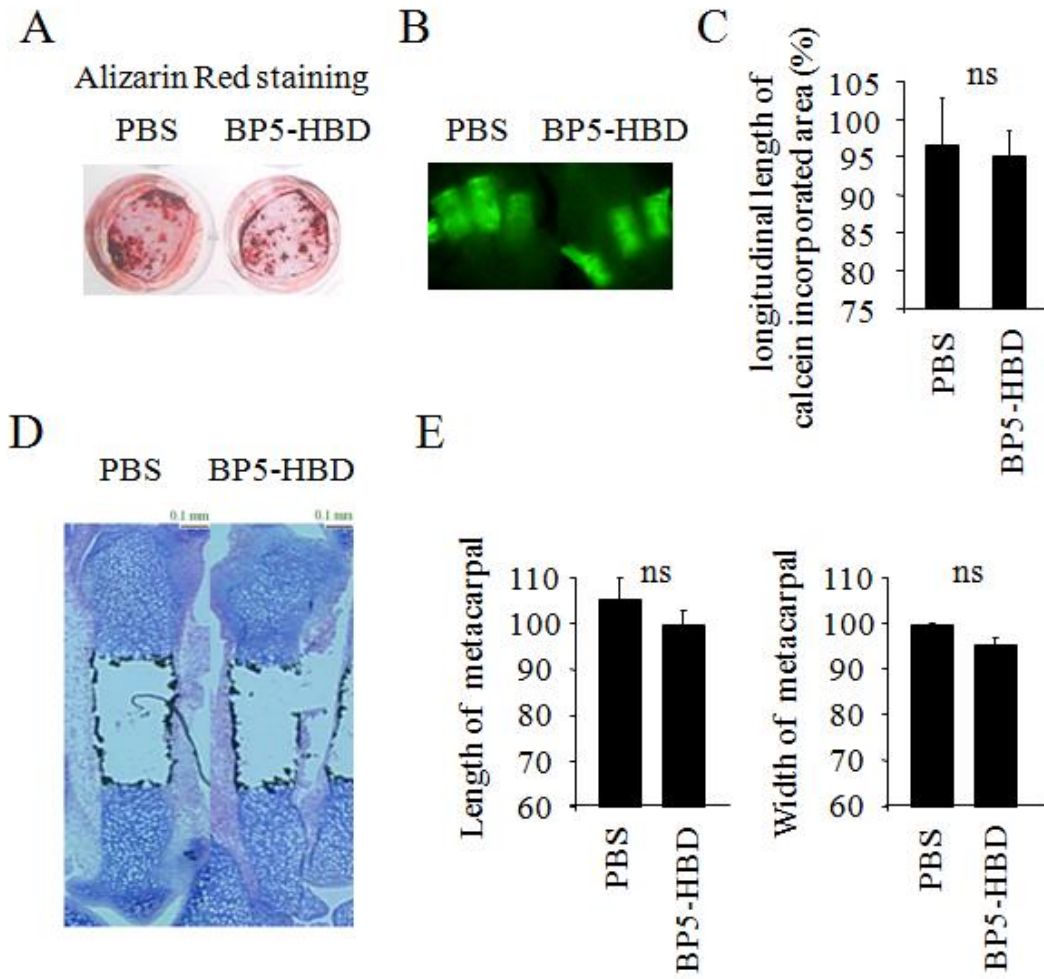 A
Alizarin Red staining
PBS BP5-HBD
B
PBS BP5-HBD
C
longitudinal length of
calcein incorporated area (%)
ns
105
100
95
90
85
80
75
PBS
BP5-HBD
D
PBS BP5-HBD
0.1 mm 0.1 mm
E
Length of metacarpal
ns
110
100
90
80
70
60
PBS
BP5-HBD
Width of metacarpal
ns
110
100
90
80
70
60
PBS
BP5-HBD